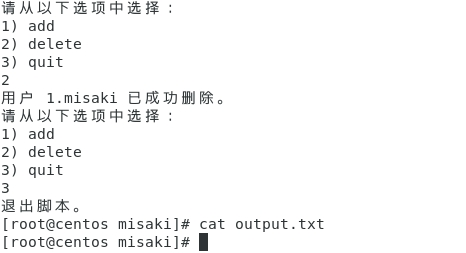 请从以下选项中选择：
1) add
2) delete
3) quit
2
用户 1.misaki 已成功删除。
请从以下选项中选择：
1) add
2) delete
3) quit
3
退出脚本。
[root@centos misaki]# cat output.txt
[root@centos misaki]#